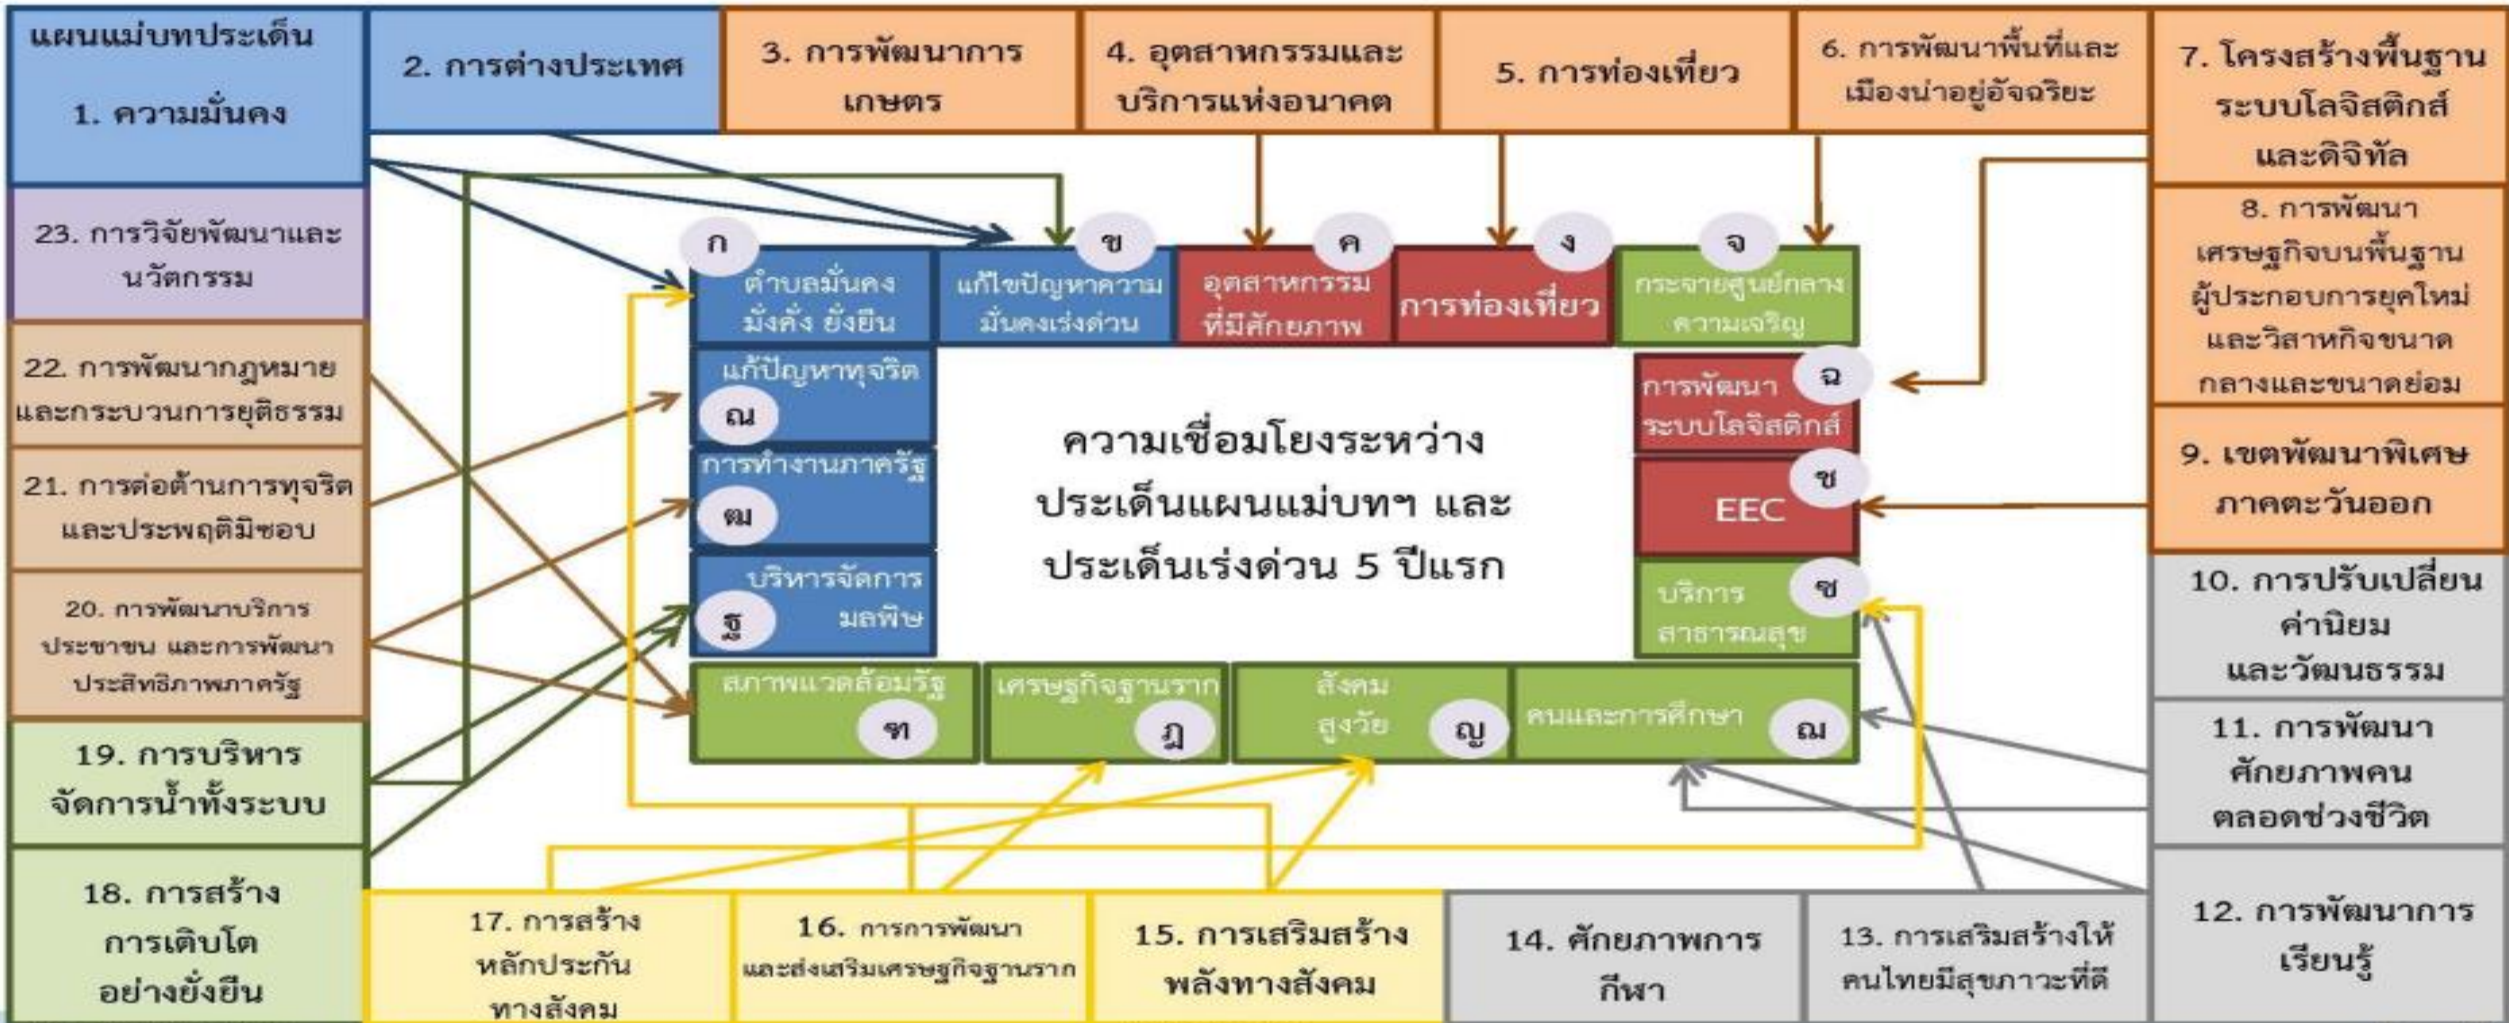 แผนแม่บทประเด็น
1. ความมั่นคง
2. การต่างประเทศ
3. การพัฒนาการ
เกษตร
4. อุตสาหกรรมและ
บริการแห่งอนาคต
5. การท่องเที่ยว
6. การพัฒนาพื้นที่และ
เมืองน่าอยู่อัจฉริยะ
7. โครงสร้างพื้นฐาน
ระบบโลจิสติกส์
และดิจิทัล
8. การพัฒนา
เศรษฐกิจบนพื้นฐาน
ผู้ประกอบการยุคใหม่
และวิสาหกิจขนาด
กลางและขนาดย่อม
9. เขตพัฒนาพิเศษ
ภาคตะวันออก
10. การปรับเปลี่ยน
ค่านิยม
และวัฒนธรรม
11. การพัฒนา
ศักยภาพคน
ตลอดช่วงชีวิต
12. การพัฒนาการ
เรียนรู้
13. การเสริมสร้างให้
คนไทยมีสุขภาวะที่ดี
14. ศักยภาพการ
กีฬา
15. การเสริมสร้าง
พลังทางสังคม
16. การการพัฒนา
และส่งเสริมเศรษฐกิจฐานราก
17. การสร้าง
หลักประกัน
ทางสังคม
18. การสร้าง
การเติบโต
อย่างยั่งยืน
19. การบริหาร
จัดการน้ำทั้งระบบ
20. การพัฒนาบริการ
ประชาชน และการพัฒนา
ประสิทธิภาพภาครัฐ
21. การต่อต้านการทุจริต
และประพฤติมิชอบ
22. การพัฒนากฎหมาย
และกระบวนการยุติธรรม
23. การวิจัยพัฒนาและ
นวัตกรรม
ก
ตำบลมั่นคง
มั่งคั่ง ยั่งยืน
ข
แก้ไขปัญหาความ
มั่นคงเร่งด่วน
ค
อุตสาหกรรม
ที่มีศักยภาพ
ง
การท่องเที่ยว
จ
กระจายศูนย์กลาง
ความเจริญ
ฉ
การพัฒนา
ระบบโลจิสติกส์
ช
EEC
ซ
บริการ
สาธารณสุข
คนและการศึกษา
ฌ
สังคม
สูงวัย
ญ
เศรษฐกิจฐานราก
ฎ
สภาพแวดล้อมรัฐ
ฑ
บริหารจัดการ
มลพิษ
ฐ
การทำงานภาครัฐ
ฒ
แก้ปัญหาทุจริต
ณ
ความเชื่อมโยงระหว่าง
ประเด็นแผนแม่บทฯ และ
ประเด็นเร่งด่วน 5 ปีแรก